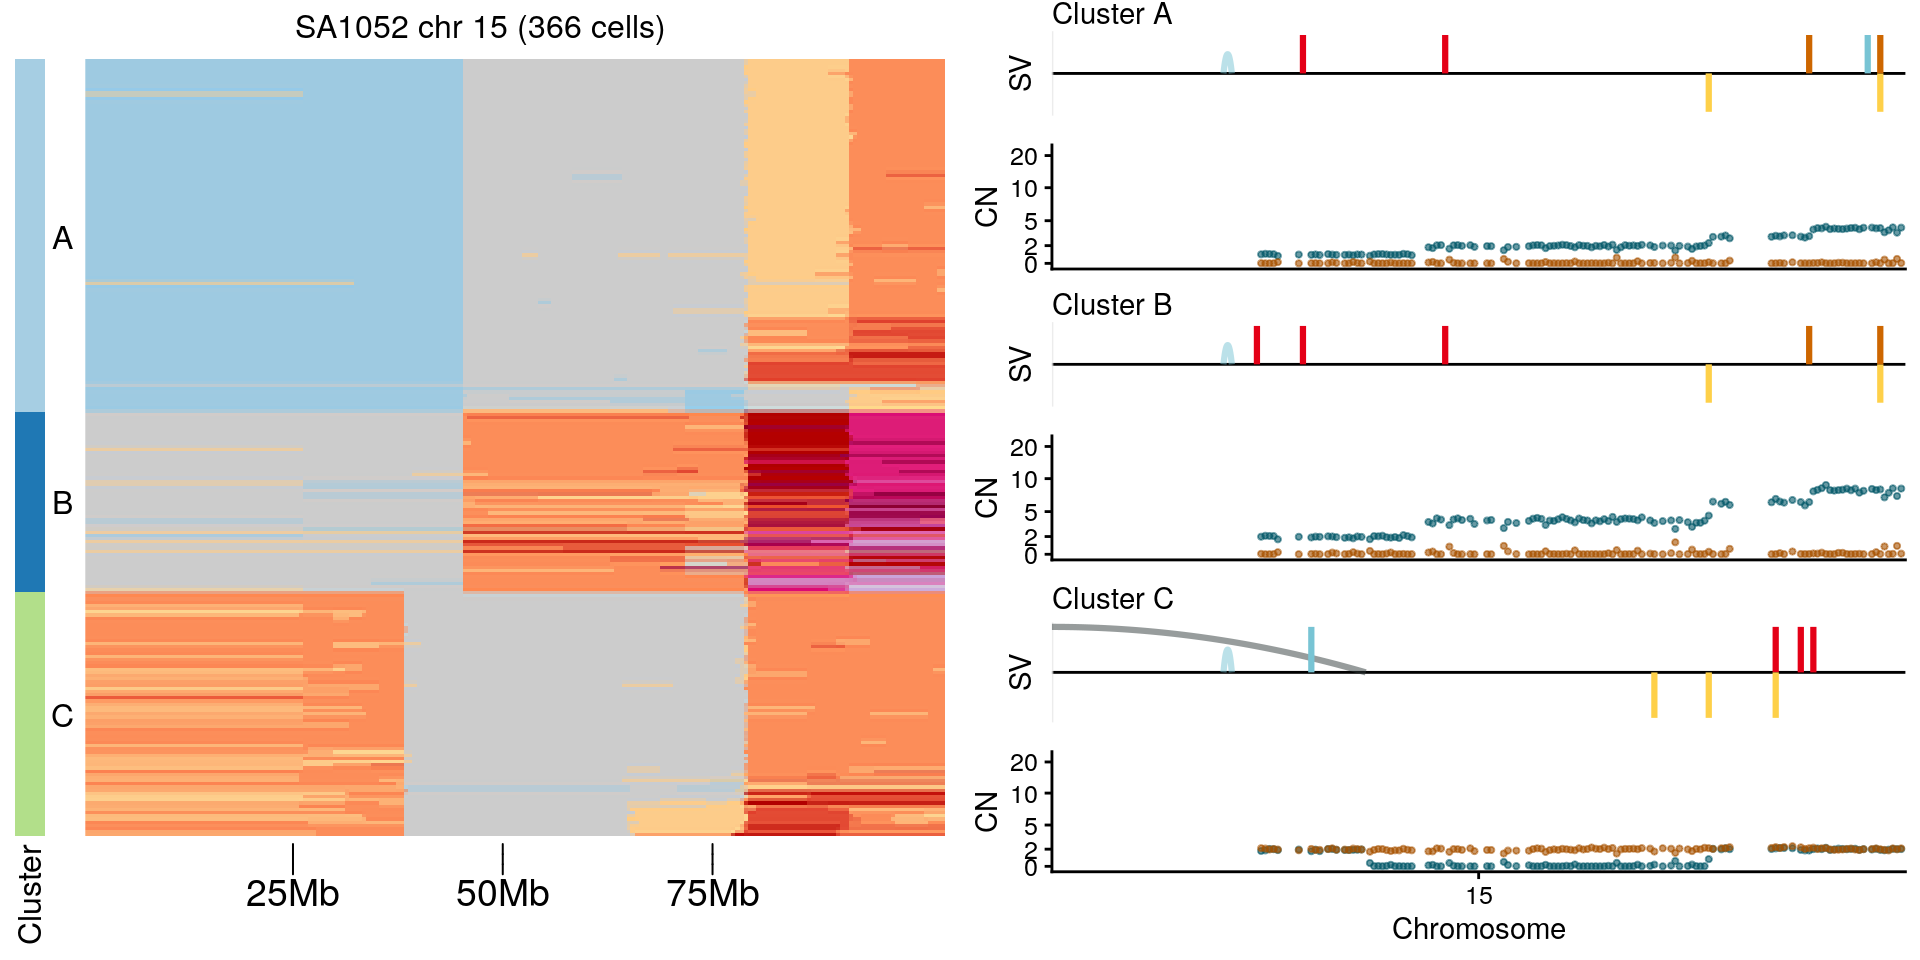 SA1052 chr 15 (366 cells)
A
B
C
Cluster
25Mb 50Mb 75Mb
Cluster A
SV
CN
20
10
5
2
0
Cluster B
SV
CN
20
10
5
2
0
Cluster C
SV
CN
20
10
5
2
0
15
Chromosome